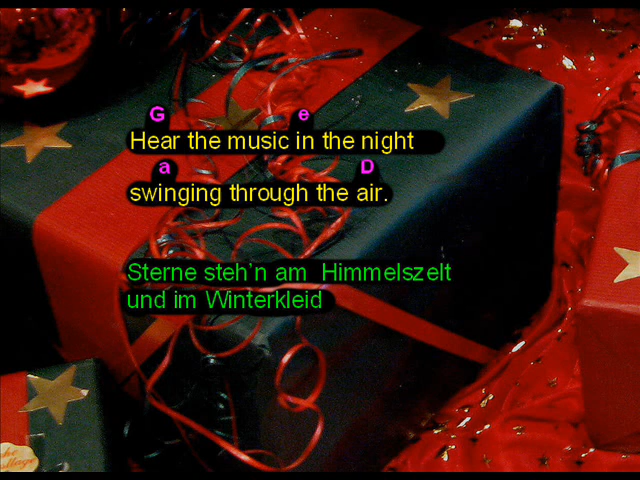 G e
Hear the music in the night
a D
swinging through the air.
Sterne steh'n am Himmelszelt
und im Winterkleid